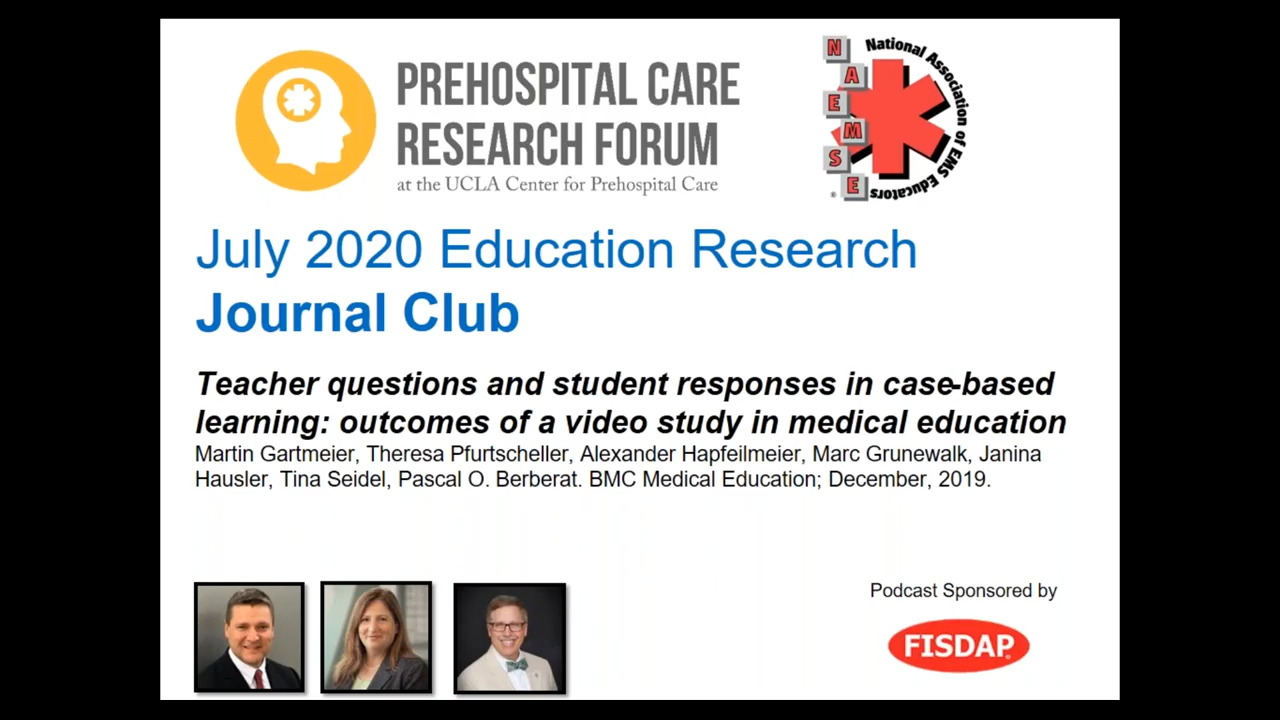 PREHOSPITAL CARE
RESEARCH FORUM
at the UCLA Center for Prehospital Care
NAEMSE
National Association of EMS Educators
®
July 2020 Education Research
Journal Club
Teacher questions and student responses in case-based
learning: outcomes of a video study in medical education
Martin Gartmeier, Theresa Pfurtscheller, Alexander Hapfeilmeier, Marc Grunewalk, Janina
Hausler, Tina Seidel, Pascal O. Berberat. BMC Medical Education; December, 2019.
Podcast Sponsored by
FISDAP®